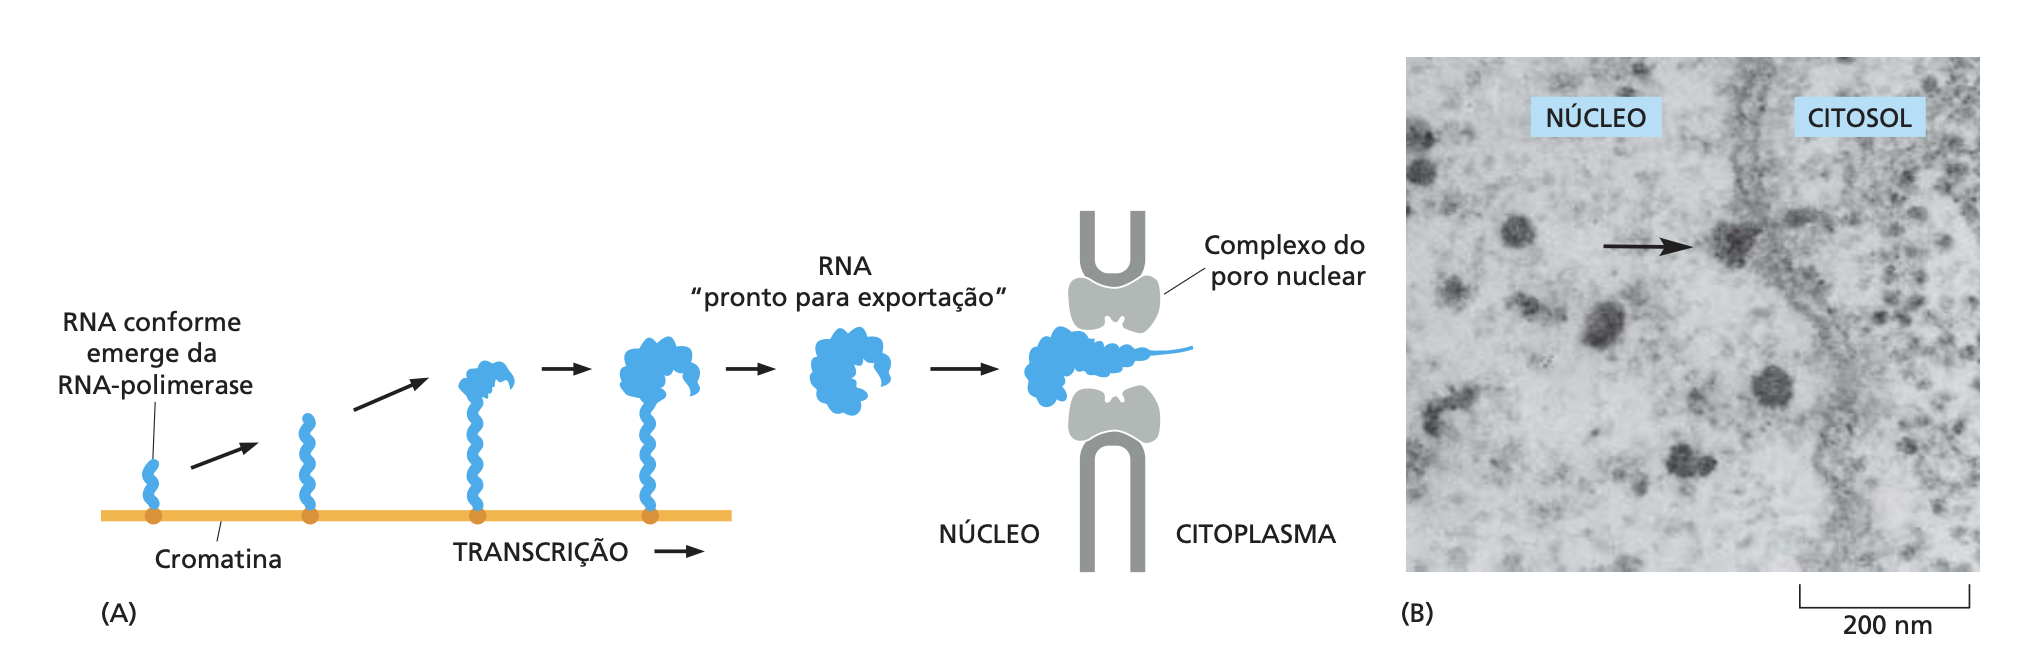 RNA conforme
emerge da
RNA-polimerase
Cromatina
TRANSCRIÇÃO
RNA
“pronto para exportação”
Complexo do
poro nuclear
NÚCLEO
CITOPLASMA
(A)
NÚCLEO
CITOSOL
(B)
200 nm